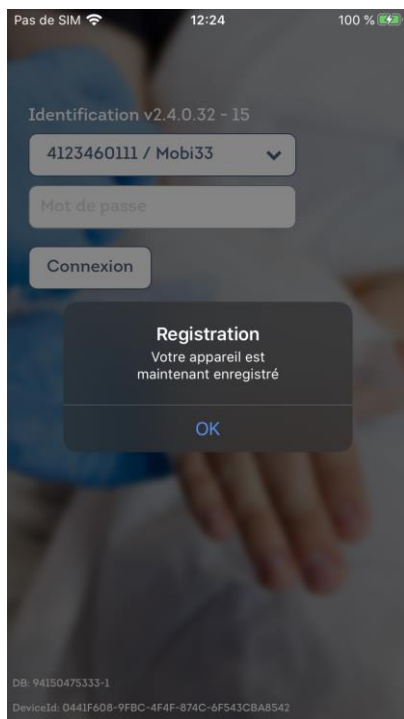 Pas de SIM 12:24 100 %
Identification v2.4.0.32 - 15
4123460111 / Mobi33
Mot de passe
Connexion
Registration
Votre appareil est
maintenant enregistré
OK
DB: 94150475333-1
DeviceId: 0441F608-9FBC-4F4F-874C-6F543CBA8542